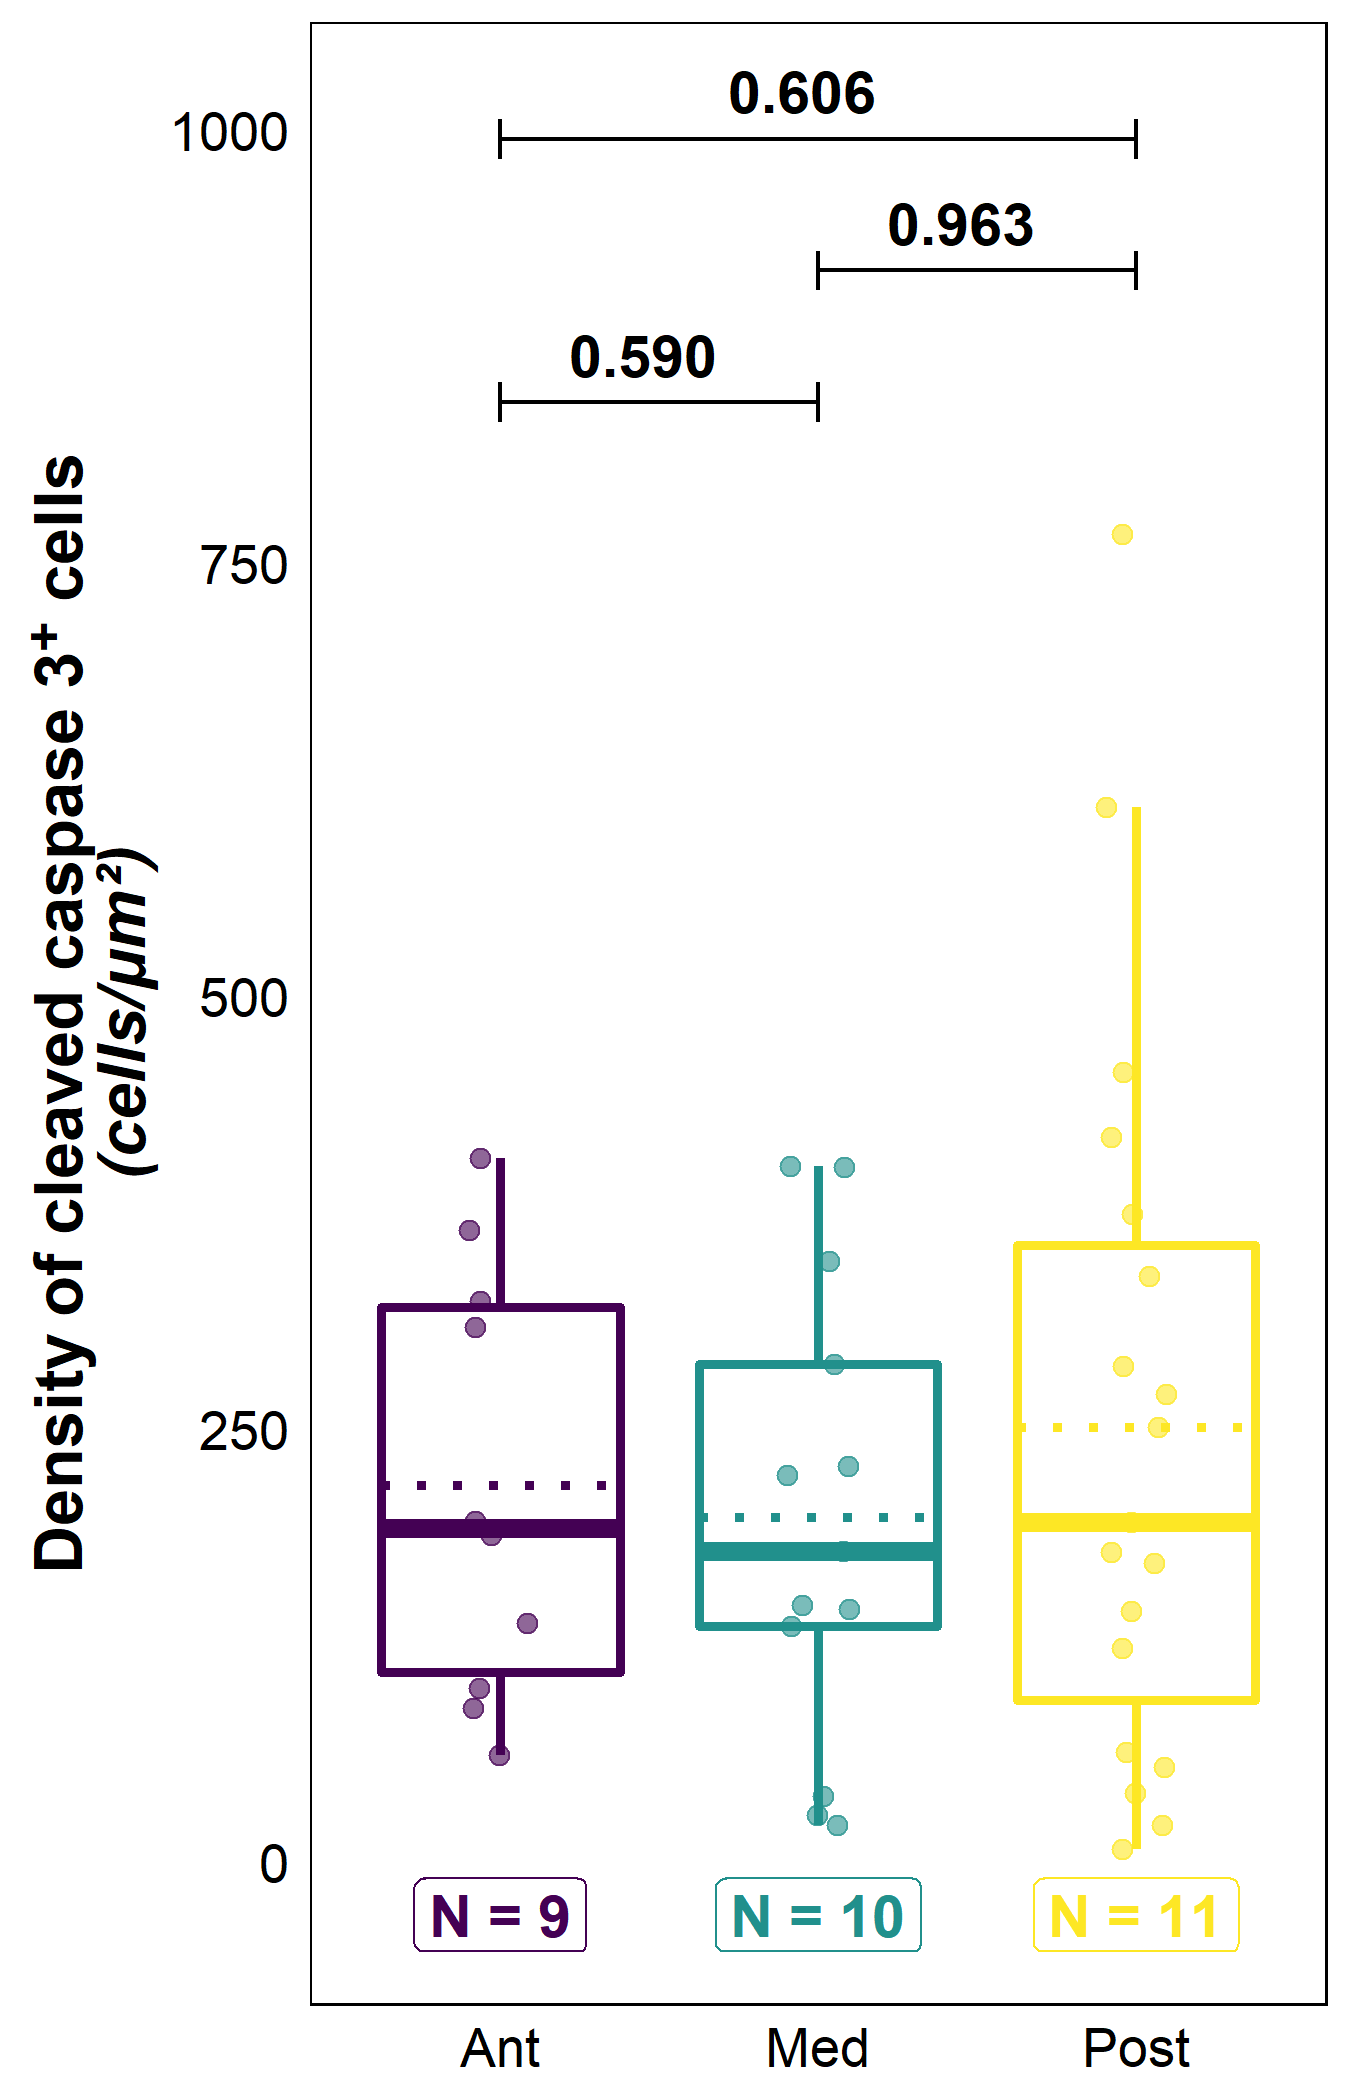 Density of cleaved caspase 3⁺ cells
(cells/µm²)
1000
750
500
250
0
0.606
0.963
0.590
N = 9
N = 10
N = 11
Ant
Med
Post